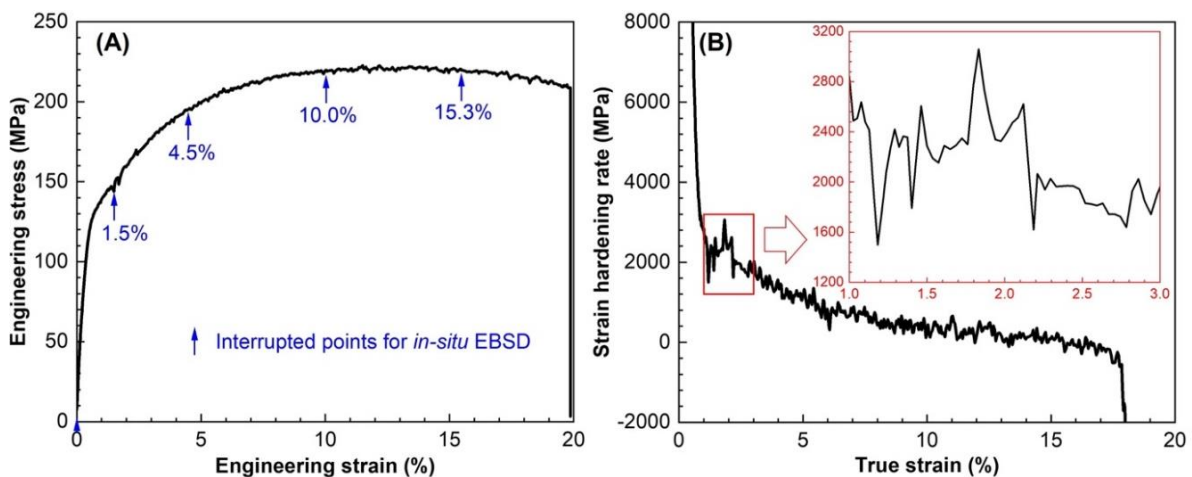 (A)
Engineering stress (MPa)
250
200
150
100
50
0
1.5%
4.5%
10.0%
15.3%
Interrupted points for in-situ EBSD
0 5 10 15 20
Engineering strain (%)
(B)
Strain hardening rate (MPa)
8000
6000
4000
2000
0
-2000
3200
2800
2400
2000
1600
1200
1.0 1.5 2.0 2.5 3.0
0 5 10 15 20
True strain (%)